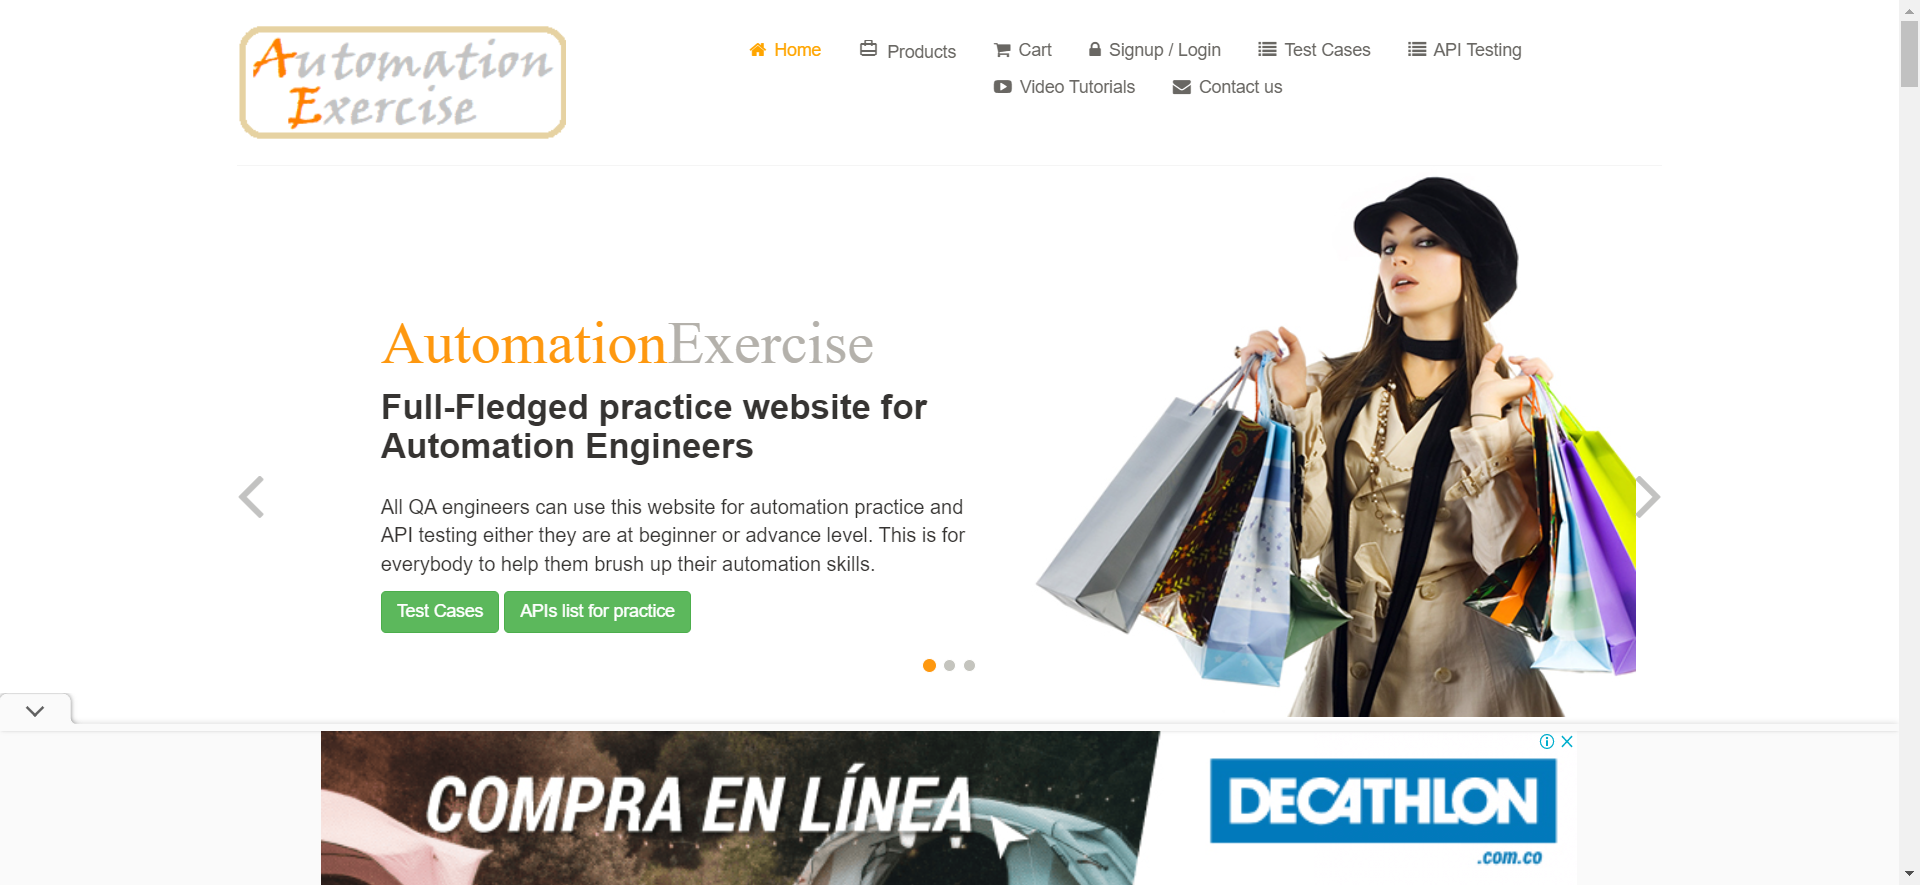 Automation
Exercise
Home
Products
Cart
Signup / Login
Test Cases
API Testing
Video Tutorials
Contact us
AutomationExercise
Full-Fledged practice website for
Automation Engineers
All QA engineers can use this website for automation practice and
API testing either they are at beginner or advance level. This is for
everybody to help them brush up their automation skills.
Test Cases
APIs list for practice
COMPRA EN LÍNEA
DECATHLON
.com.co